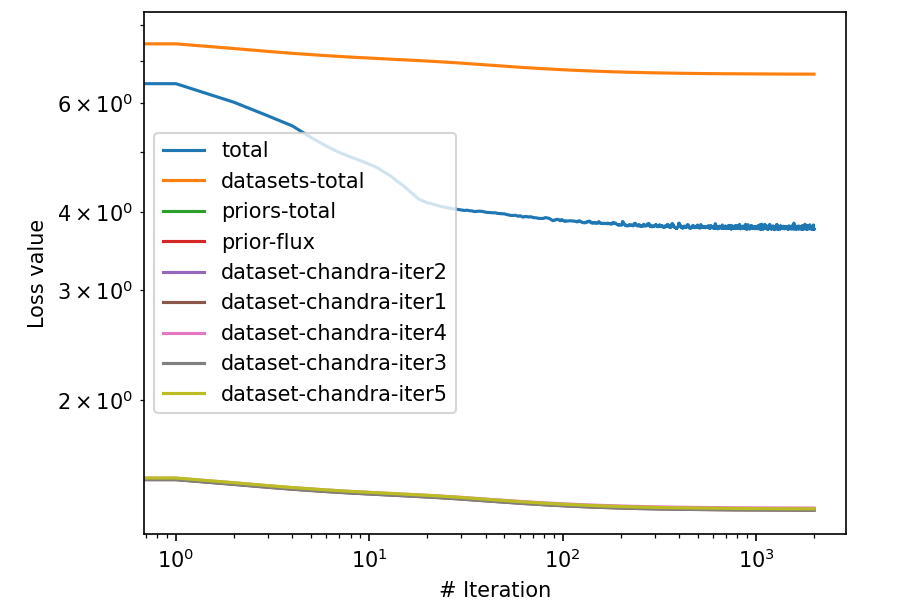 6 × 10⁰
4 × 10⁰
3 × 10⁰
2 × 10⁰
Loss value
total
datasets-total
priors-total
prior-flux
dataset-chandra-iter2
dataset-chandra-iter1
dataset-chandra-iter4
dataset-chandra-iter3
dataset-chandra-iter5
10⁰ 10¹ 10² 10³
# Iteration